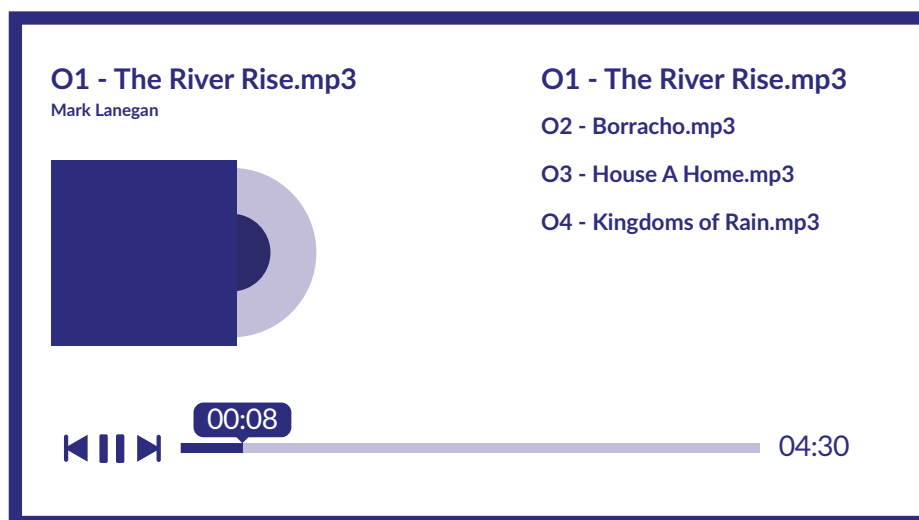 O1 - The River Rise.mp3
Mark Lanegan
O1 - The River Rise.mp3
O2 - Borracho.mp3
O3 - House A Home.mp3
O4 - Kingdoms of Rain.mp3
00:08
04:30